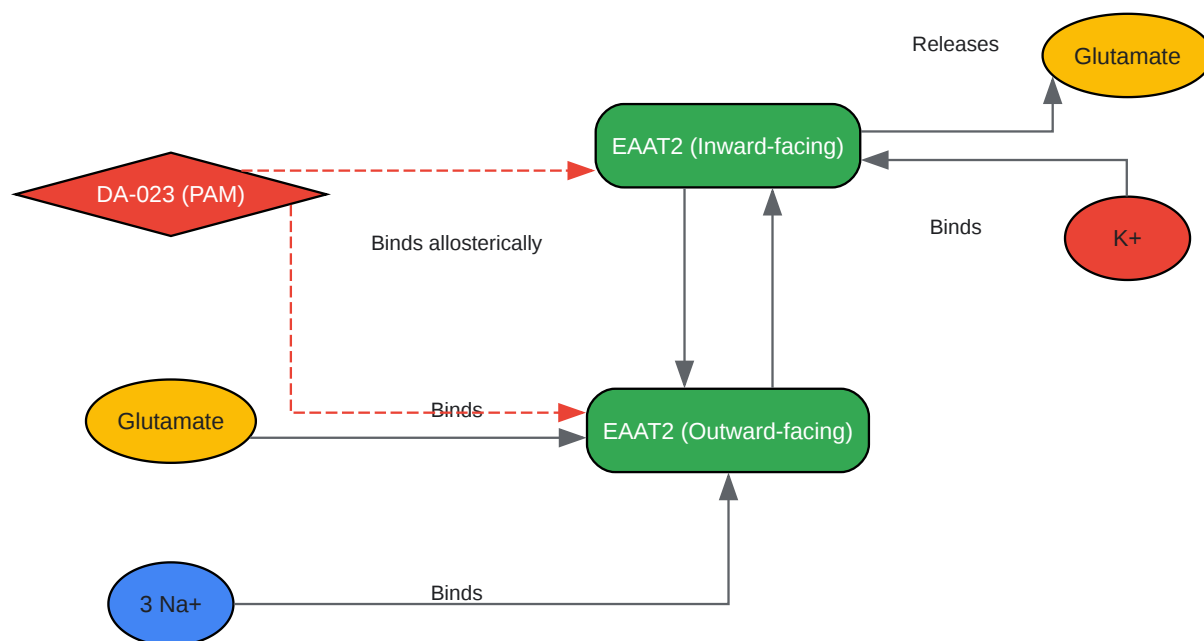 Releases
Glutamate
EAAT2 (Inward-facing)
DA-023 (PAM)
Binds allosterically
Binds
K+
Glutamate
Binds
EAAT2 (Outward-facing)
3 Na+
Binds